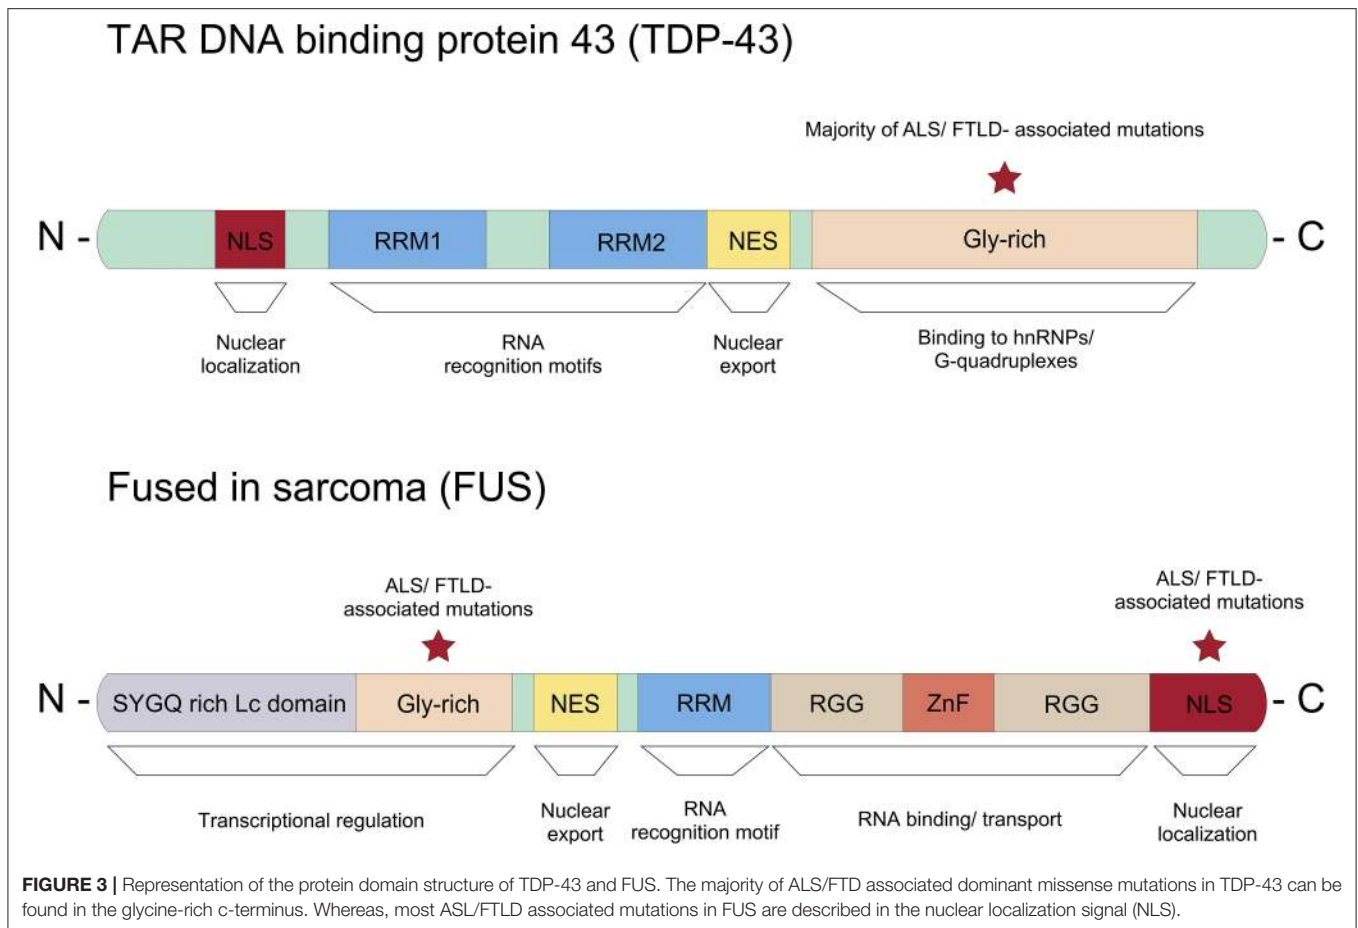 TAR DNA binding protein 43 (TDP-43)
Majority of ALS/ FTLD- associated mutations
N - NLS RRM1 RRM2 NES Gly-rich - C
Nuclear
localization
RNA
recognition motifs
Nuclear
export
Binding to hnRNPs/
G-quadruplexes
Fused in sarcoma (FUS)
ALS/ FTLD-
associated mutations
ALS/ FTLD-
associated mutations
N - SYGQ rich Lc domain Gly-rich NES RRM RGG ZnF RGG NLS - C
Transcriptional regulation
Nuclear
export
RNA
recognition motif
RNA binding/ transport
Nuclear
localization
FIGURE 3 | Representation of the protein domain structure of TDP-43 and FUS. The majority of ALS/FTD associated dominant missense mutations in TDP-43 can be
found in the glycine-rich c-terminus. Whereas, most ASL/FTLD associated mutations in FUS are described in the nuclear localization signal (NLS).